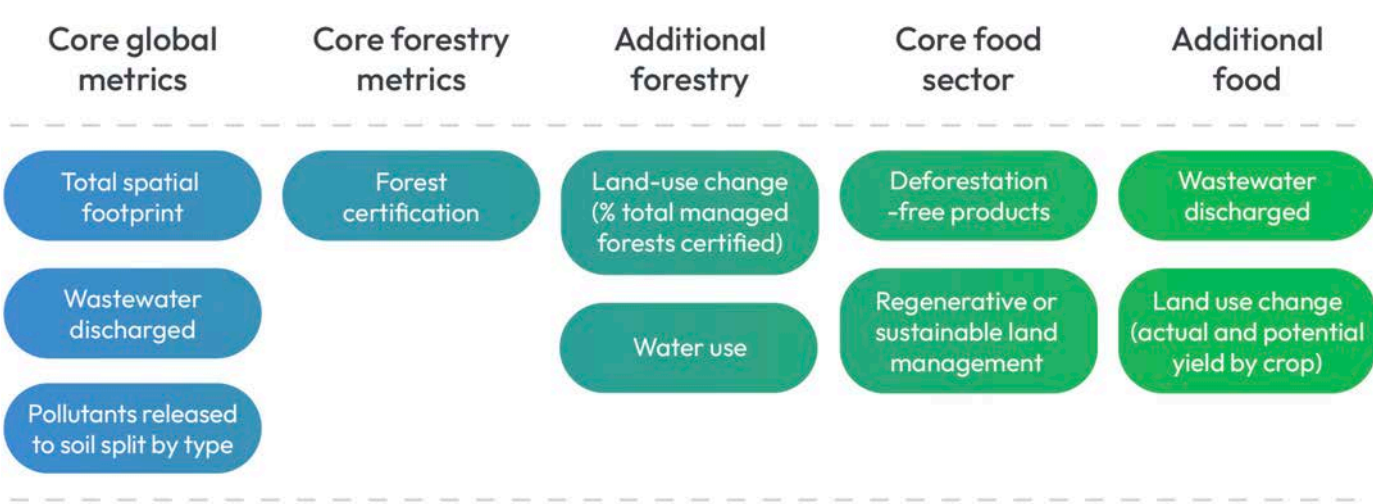 Core global
metrics
Core forestry
metrics
Additional
forestry
Core food
sector
Additional
food
Total spatial
footprint
Wastewater
discharged
Pollutants released
to soil split by type
Forest
certification
Land-use change
(% total managed
forests certified)
Water use
Deforestation
-free products
Regenerative or
sustainable land
management
Wastewater
discharged
Land use change
(actual and potential
yield by crop)